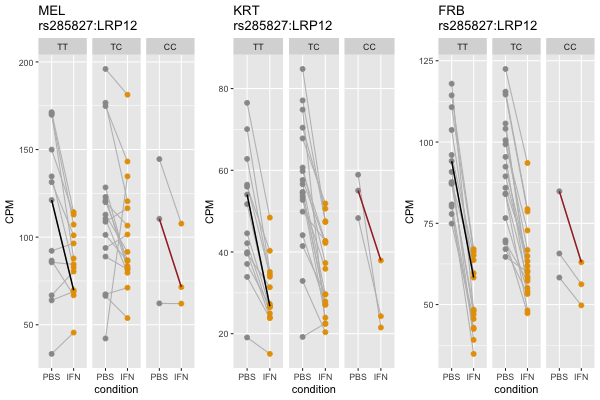 MEL
rs285827:LRP12
TT TC CC
200
150
100
50
CPM
PBS IFN PBS IFN PBS IFN
condition
KRT
rs285827:LRP12
TT TC CC
80
60
40
20
CPM
PBS IFN PBS IFN PBS IFN
condition
FRB
rs285827:LRP12
TT TC CC
125
100
75
50
CPM
PBS IFN PBS IFN PBS IFN
condition